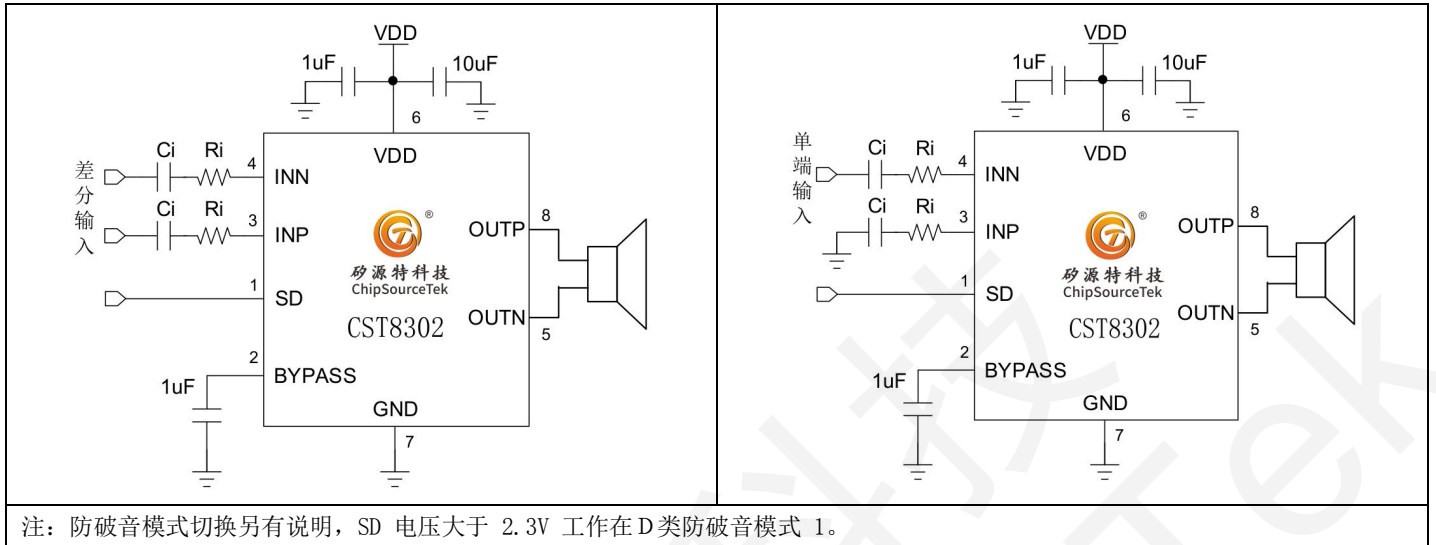 VDD
1uF
10uF
6
VDD
差分输入
Ci
Ri
4
INN
Ci
Ri
3
INP
®
矽源特科技
ChipSourceTek
CST8302
OUTP
8
1
SD
OUTN
5
2
BYPASS
1uF
GND
7
VDD
1uF
10uF
6
VDD
单端输入
Ci
Ri
4
INN
Ci
Ri
3
INP
®
矽源特科技
ChipSourceTek
CST8302
OUTP
8
1
SD
OUTN
5
2
BYPASS
1uF
GND
7
注：防破音模式切换另有说明，SD 电压大于 2.3V 工作在D类防破音模式 1。
科技
Tek